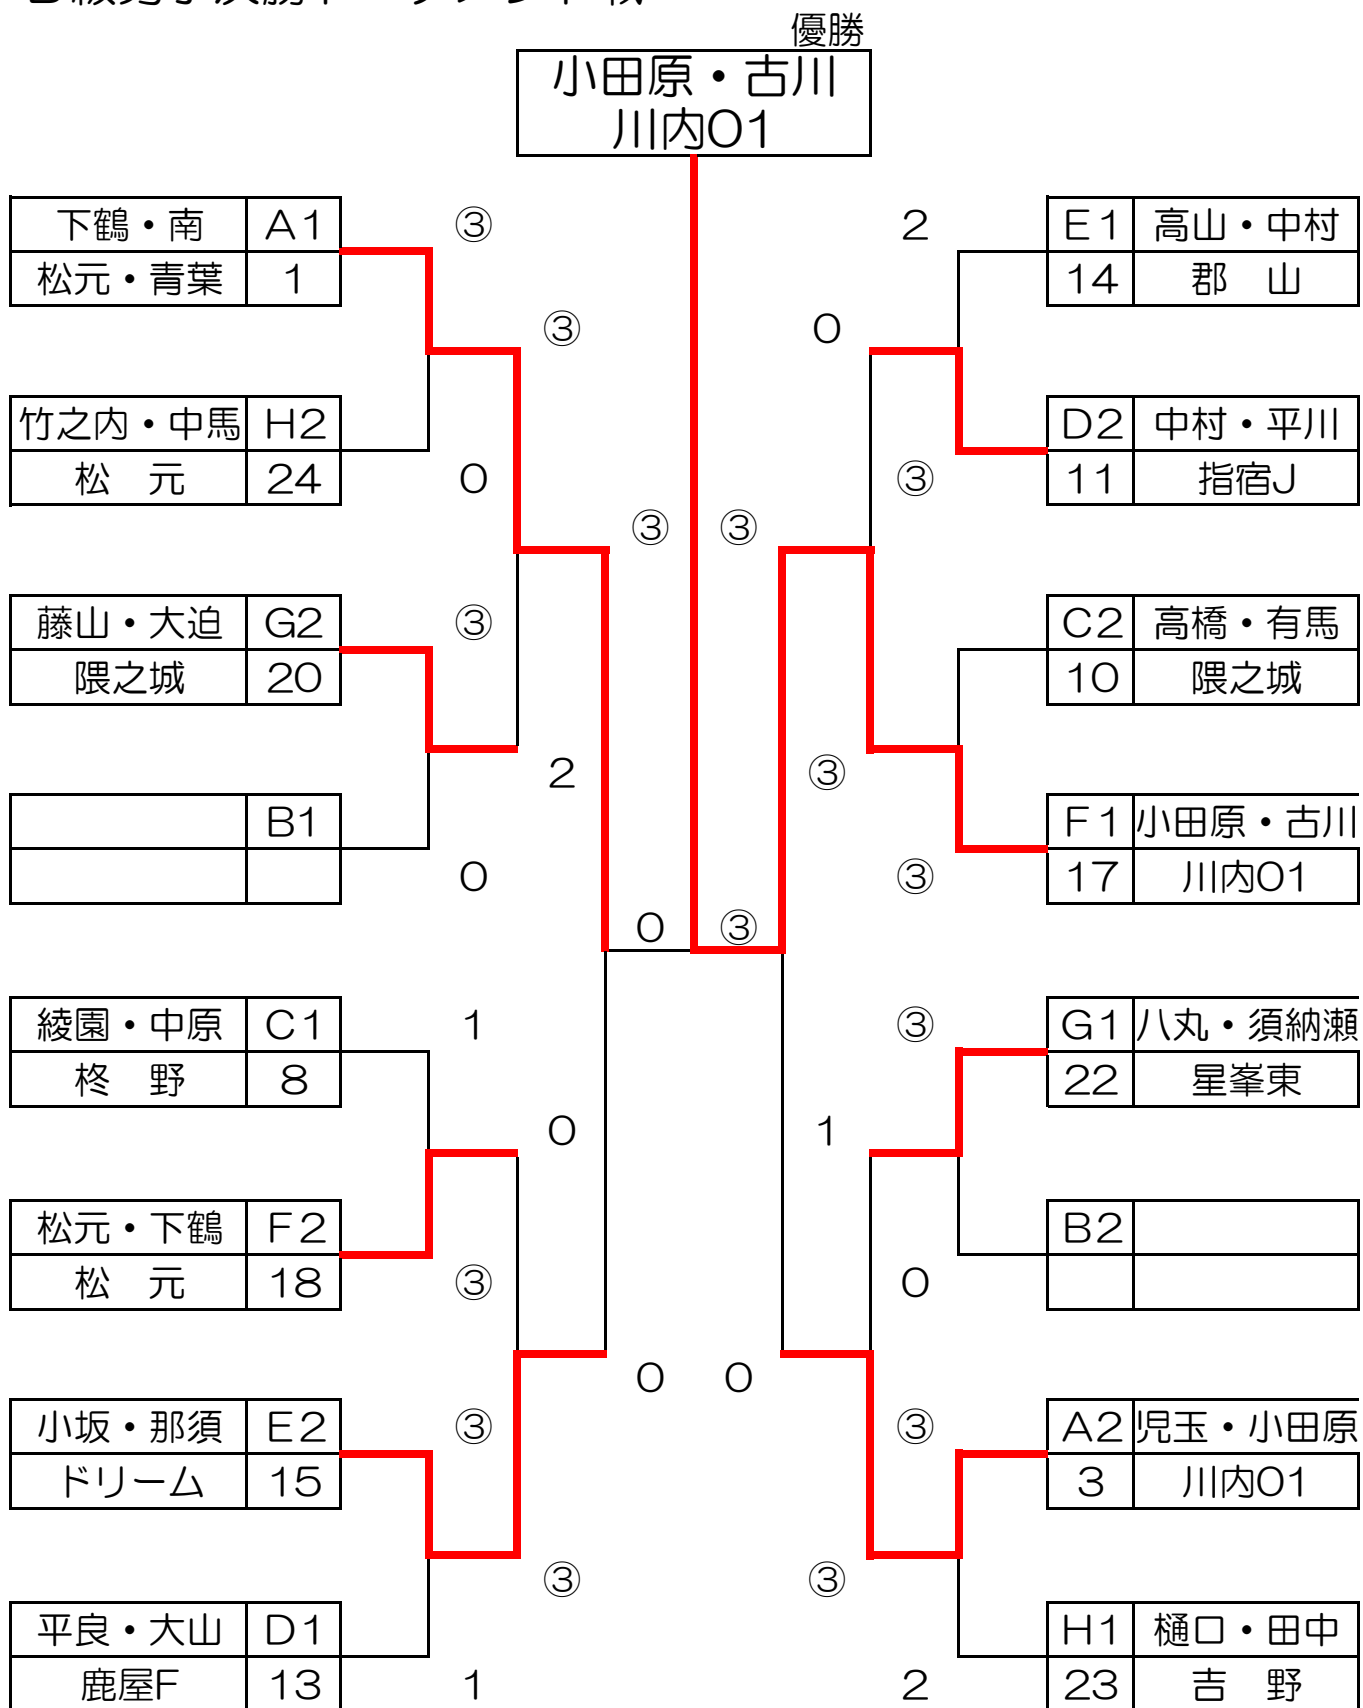 優勝
小田原・古川
川内O1
下鶴・南 A1
松元・青葉 1
③
③
竹之内・中馬 H2
松　元 24
0
③
藤山・大迫 G2
隈之城 20
③
2
B1
0
0
綾園・中原 C1
柊　野 8
1
0
松元・下鶴 F2
松　元 18
③
0
小坂・那須 E2
ドリーム 15
③
③
平良・大山 D1
鹿屋F 13
1
2
E1 高山・中村
14 郡　山
0
D2 中村・平川
11 指宿J
③
③
C2 高橋・有馬
10 隈之城
③
F1 小田原・古川
17 川内O1
③
③
G1 八丸・須納瀬
22 星峯東
③
1
B2
0
0
A2 児玉・小田原
3 川内O1
③
③
H1 樋口・田中
23 吉　野
2